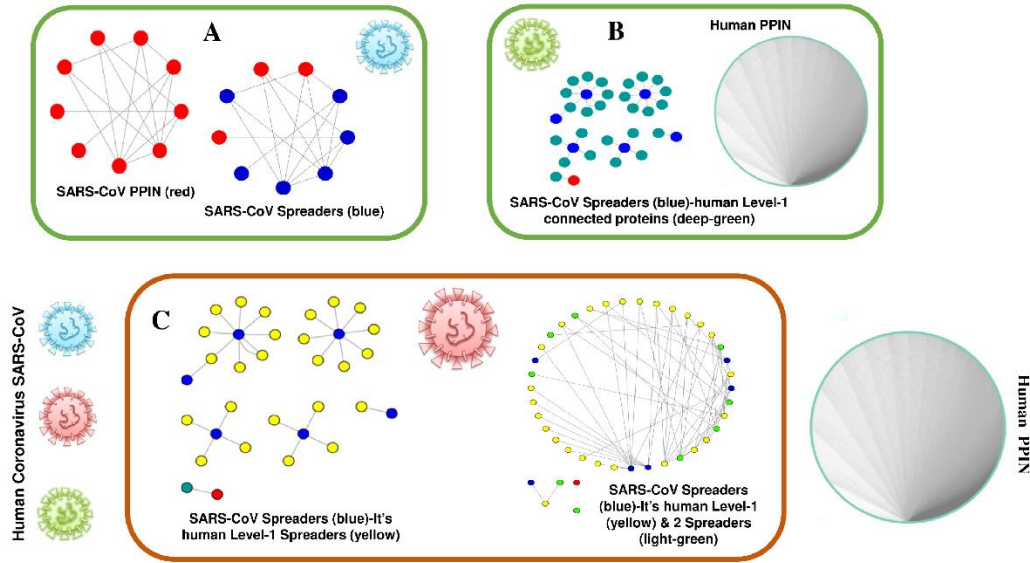 A
SARS-CoV PPIN (red)
SARS-CoV Spreaders (blue)
B
Human PPIN
SARS-CoV Spreaders (blue)-human Level-1
connected proteins (deep-green)
Human Coronavirus SARS-CoV
C
SARS-CoV Spreaders (blue)-It's
human Level-1 Spreaders (yellow)
SARS-CoV Spreaders
(blue)-It's human Level-1
(yellow) & 2 Spreaders
(light-green)
Human PPIN